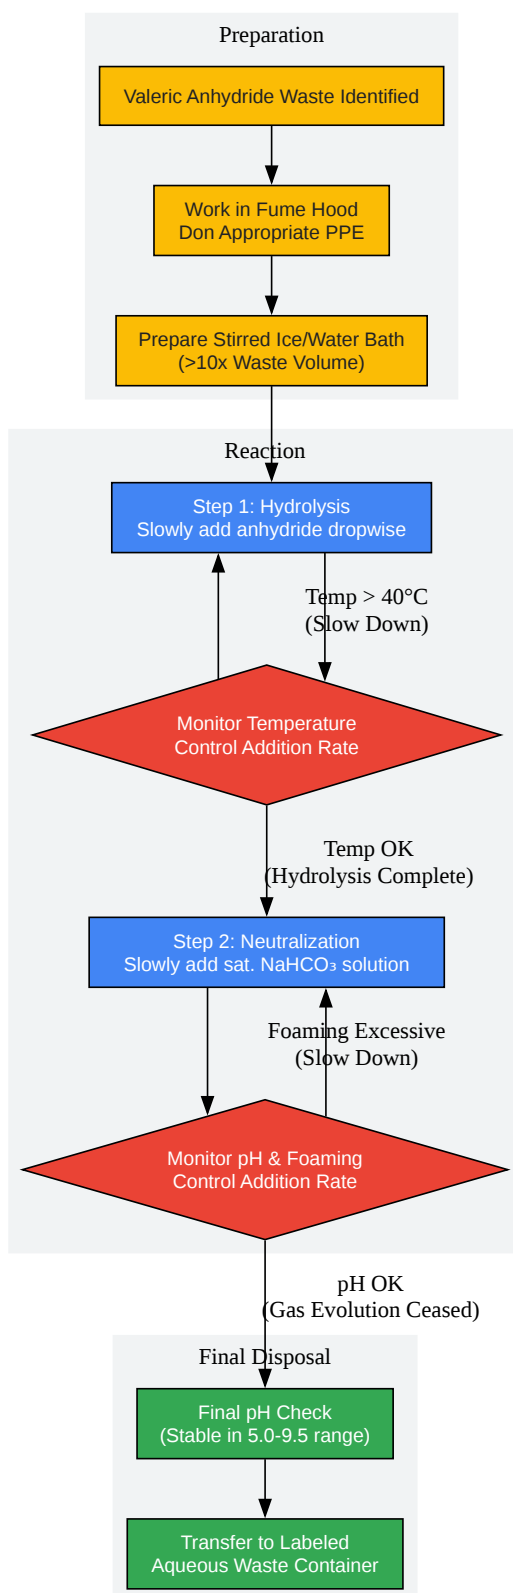 Preparation
Valeric Anhydride Waste Identified
Work in Fume Hood
Don Appropriate PPE
Prepare Stirred Ice/Water Bath
(>10x Waste Volume)
Reaction
Step 1: Hydrolysis
Slowly add anhydride dropwise
Temp > 40°C
(Slow Down)
Monitor Temperature
Control Addition Rate
Temp OK
(Hydrolysis Complete)
Step 2: Neutralization
Slowly add sat. NaHCO₃ solution
Foaming Excessive
(Slow Down)
Monitor pH & Foaming
Control Addition Rate
pH OK
(Gas Evolution Ceased)
Final Disposal
Final pH Check
(Stable in 5.0-9.5 range)
Transfer to Labeled
Aqueous Waste Container